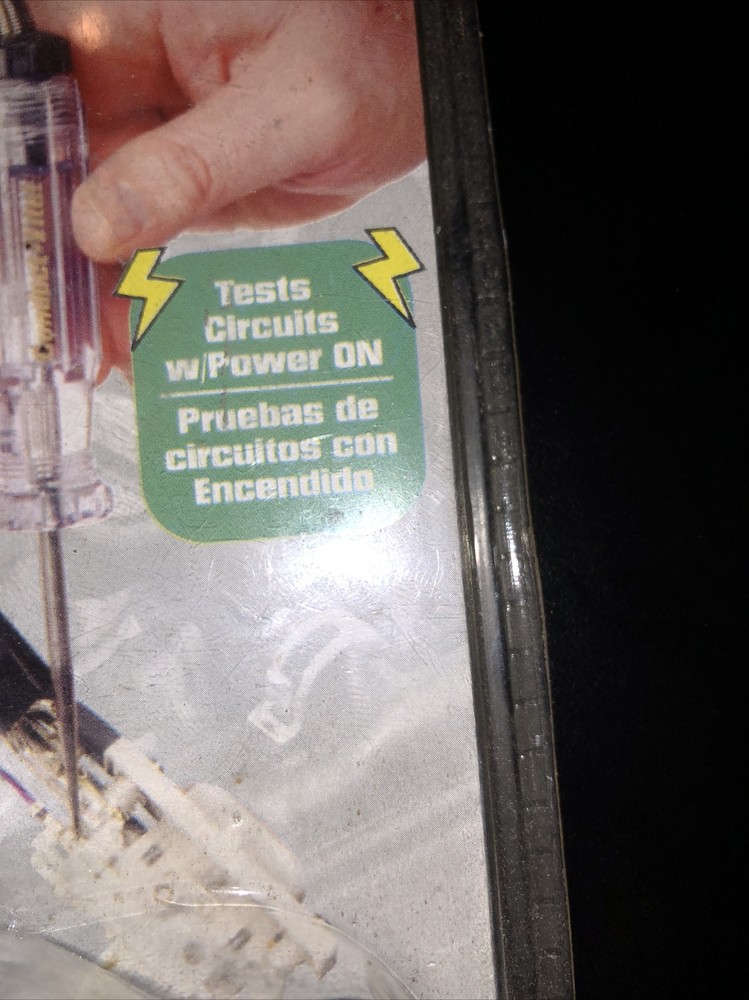 Tests
Circuits
w/Power ON
Pruebas de
circuitos con
Encendido